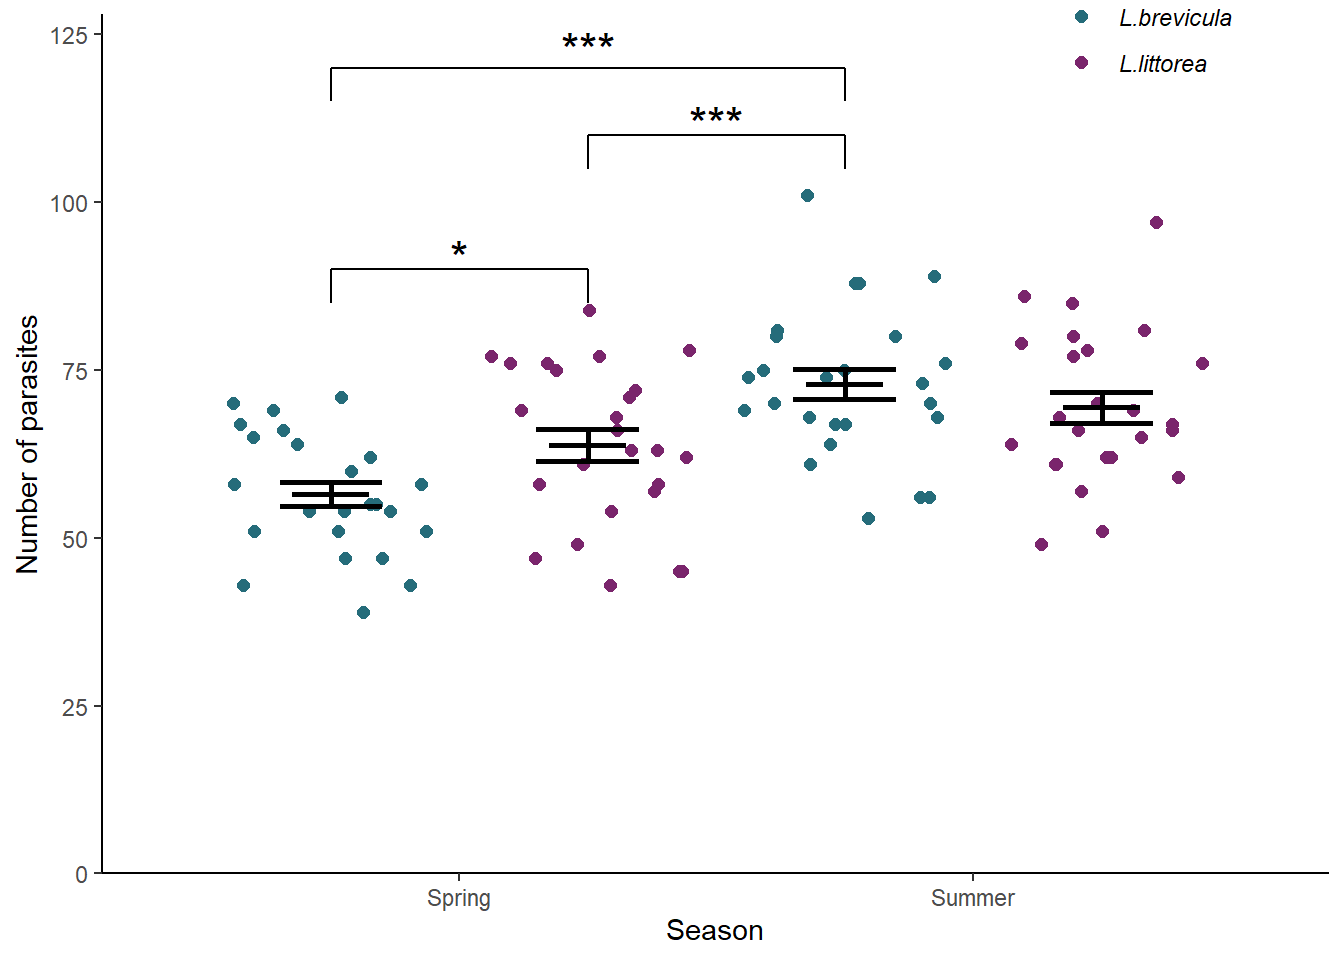 L.brevicula
L.littorea
***
***
*
125
100
75
50
25
0
Number of parasites
Spring
Summer
Season